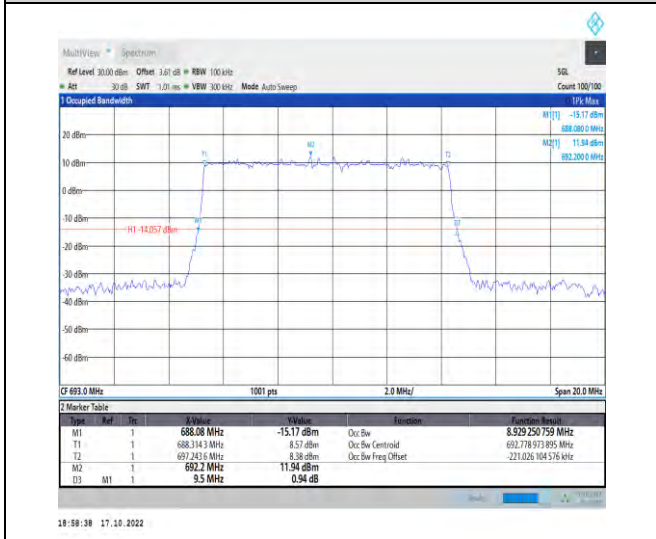 MultiView Spectrum
Ref Level 30.00 dBm Offset 3.61 dB RBW 100 kHz SGL
Att 30 dB SWT 1.01 ms VBW 300 kHz Mode Auto Sweep Count 100/100
1 Occupied Bandwidth 1Pk Max
M1[1] -15.17 dBm
688.0800 MHz
M2[1] 11.94 dBm
692.2000 MHz
20 dBm
M2
T1 T2
10 dBm
0 dBm
-10 dBm
M1 D3
H1 -14.057 dBm
-20 dBm
-30 dBm
-40 dBm
-50 dBm
-60 dBm
CF 693.0 MHz 1001 pts 2.0 MHz/ Span 20.0 MHz
2 Marker Table
Type Ref Trc X-Value Y-Value Function Function Result
M1 1 688.08 MHz -15.17 dBm Occ Bw 8.929 250 759 MHz
T1 1 688.314 3 MHz 8.57 dBm Occ Bw Centroid 692.778 973 895 MHz
T2 1 697.243 6 MHz 8.38 dBm Occ Bw Freq Offset -221.026 104 576 kHz
M2 1 692.2 MHz 11.94 dBm
D3 M1 1 9.5 MHz 0.94 dB
18:58:38 17.10.2022